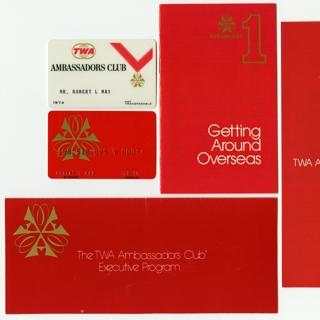 TWA
AMBASSADORS CLUB
MR. ROBERT L MAY
1974
NOT
TRANSFERABLE
1
Getting
Around
Overseas
TWA A
The TWA Ambassadors Club
Executive Program